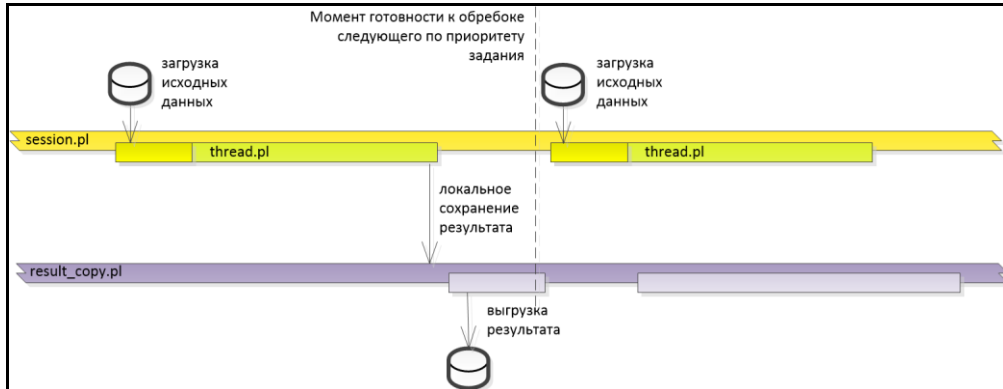 Момент готовности к обребоке
следующего по приоритету
задания
загрузка
исходных
данных
загрузка
исходных
данных
session.pl
thread.pl
thread.pl
локальное
сохранение
результата
result_copy.pl
выгрузка
результата